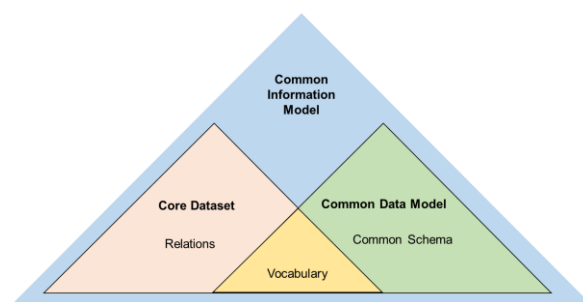 Common
Information
Model
Core Dataset
Relations
Common Data Model
Common Schema
Vocabulary